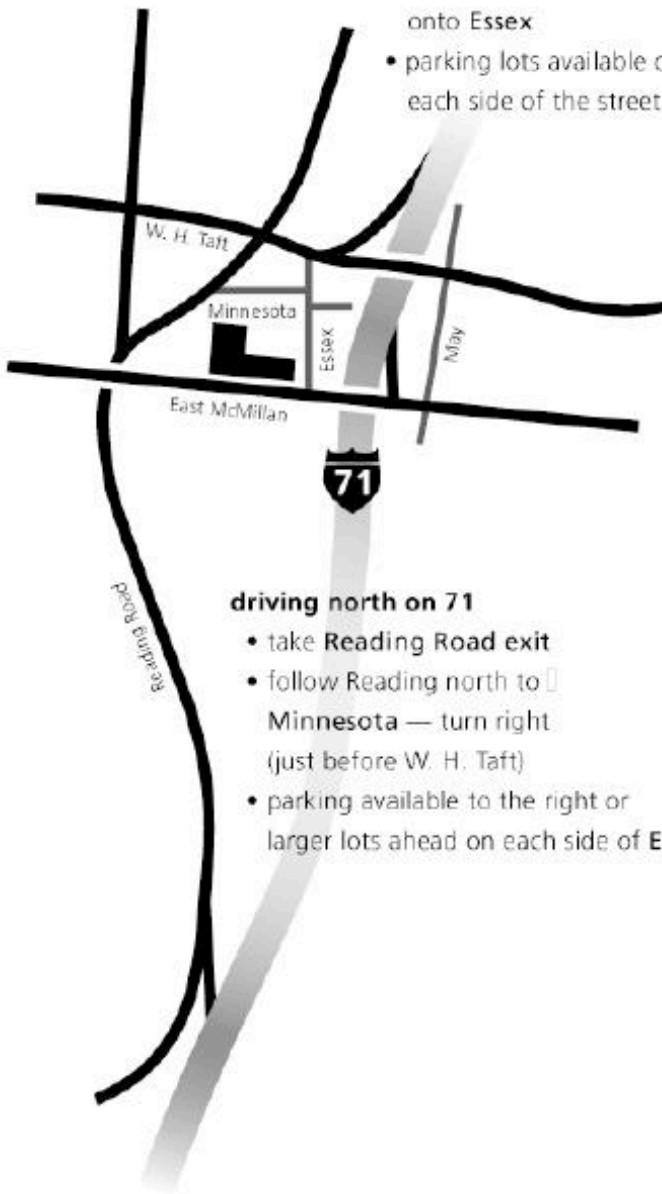 onto Essex
• parking lots available
each side of the street
W. H. Taft
Minnesota
Essex
May
East McMillan
71
Reading Road
driving north on 71
• take Reading Road exit
• follow Reading north to
Minnesota — turn right
(just before W. H. Taft)
• parking available to the right or
larger lots ahead on each side of